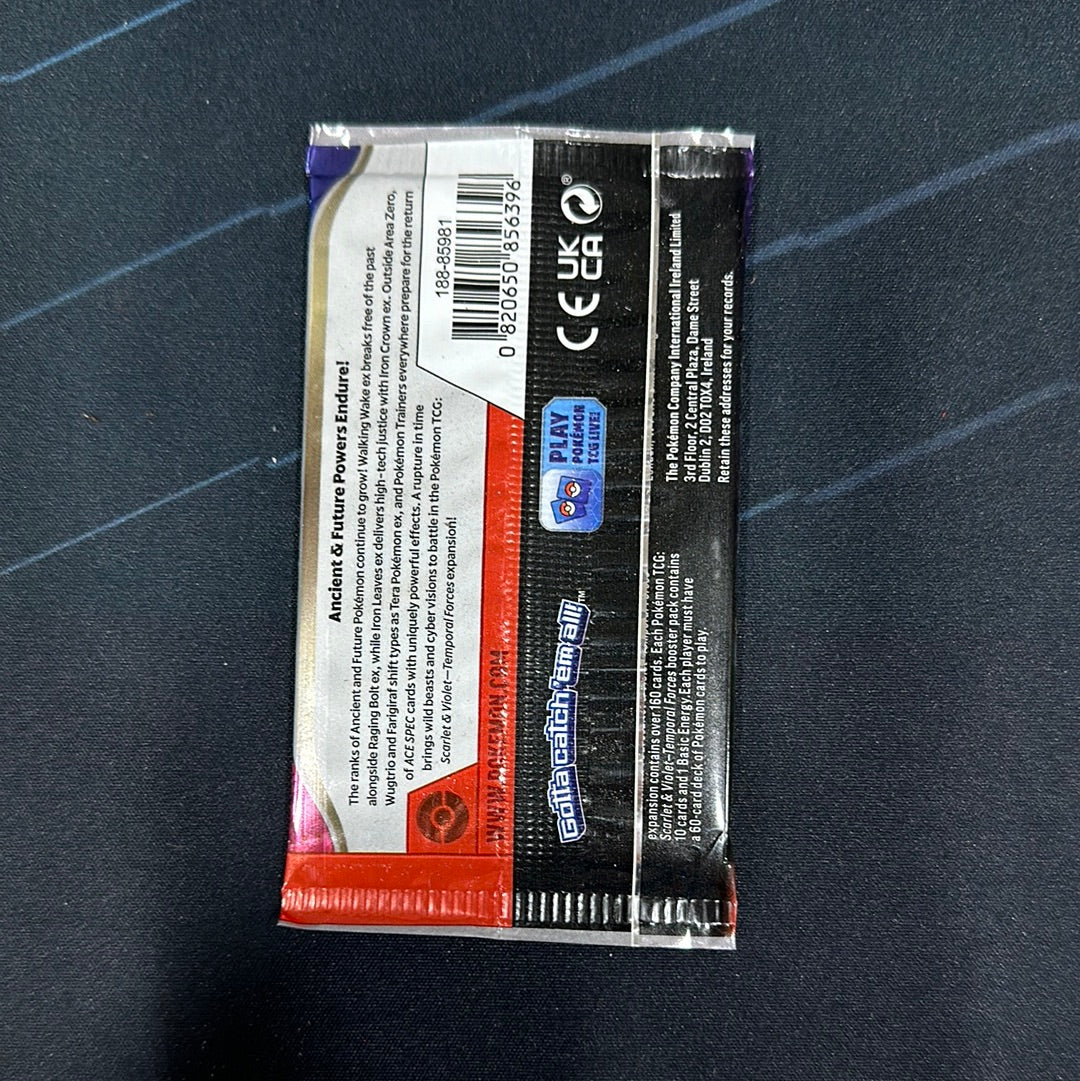 Ancient & Future Powers Endure!
The ranks of Ancient and Future Pokémon continue to grow! Walking Wake ex breaks free of the past
alongside Raging Bolt ex, while Iron Leaves ex delivers high-tech justice with Iron Crown ex. Outside Area Zero,
Wugtrio and Farigiraf shift types as Tera Pokémon ex, and Pokémon Trainers everywhere prepare for the return
of ACE SPEC cards with uniquely powerful effects. A rupture in time
brings wild beasts and cyber visions to battle in the Pokémon TCG:
Scarlet & Violet—Temporal Forces expansion!
188-85981
0 820650 856396
WWW.POKEMON.COM
Gotta catch 'em all!™
PLAY
POKÉMON
TCG LIVE!
CE
UK
CA
®
expansion contains over 160 cards. Each Pokémon TCG:
Scarlet & Violet—Temporal Forces booster pack contains
10 cards and 1 Basic Energy. Each player must have
a 60-card deck of Pokémon cards to play.
The Pokémon Company International Ireland Limited
3rd Floor, 2 Central Plaza, Dame Street
Dublin 2, D02 T0X4, Ireland
Retain these addresses for your records.